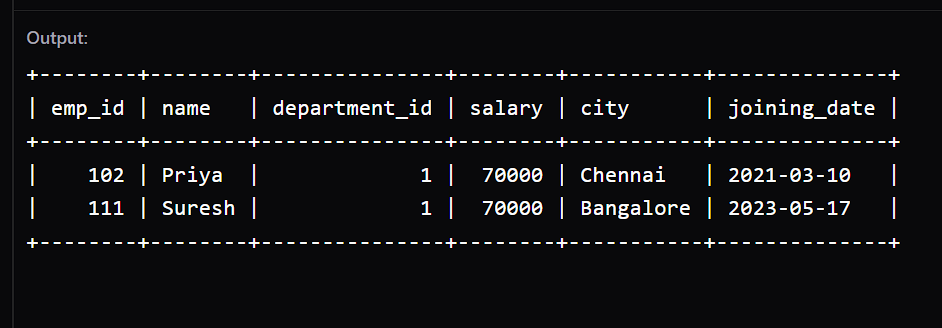 Output:
+--------+--------+---------------+--------+-----------+--------------+
| emp_id | name   | department_id | salary | city      | joining_date |
+--------+--------+---------------+--------+-----------+--------------+
|    102 | Priya  |             1 |  70000 | Chennai   | 2021-03-10   |
|    111 | Suresh |             1 |  70000 | Bangalore | 2023-05-17   |
+--------+--------+---------------+--------+-----------+--------------+